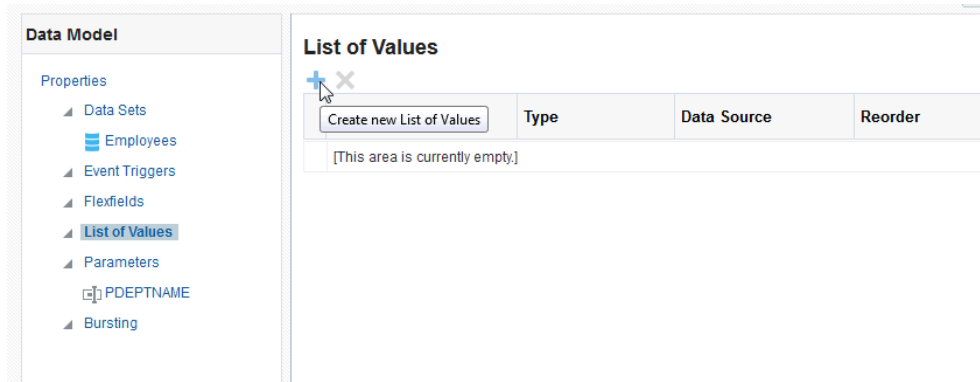 Data Model
Properties
Data Sets
Employees
Event Triggers
Flexfields
List of Values
Parameters
PDEPTNAME
Bursting
List of Values
Create new List of Values
Type Data Source Reorder
[This area is currently empty.]